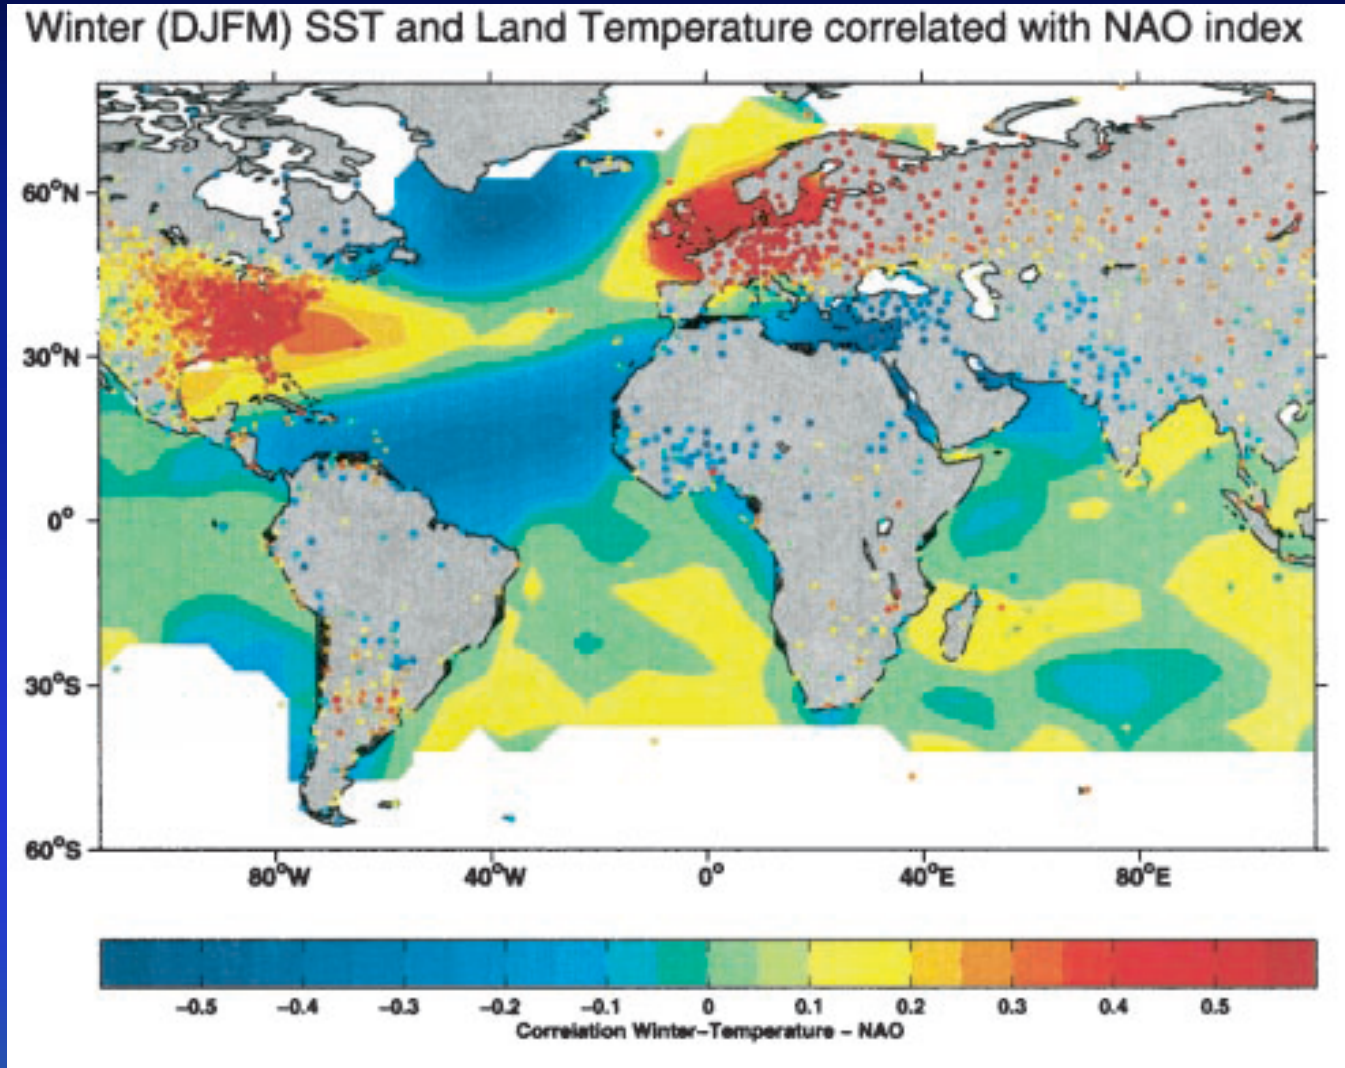 Winter (DJFM) SST and Land Temperature correlated with NAO index
60°N
30°N
0°
30°S
60°S
80°W 40°W 0° 40°E 80°E
−0.5 −0.4 −0.3 −0.2 −0.1 0 0.1 0.2 0.3 0.4 0.5
Correlation Winter−Temperature − NAO